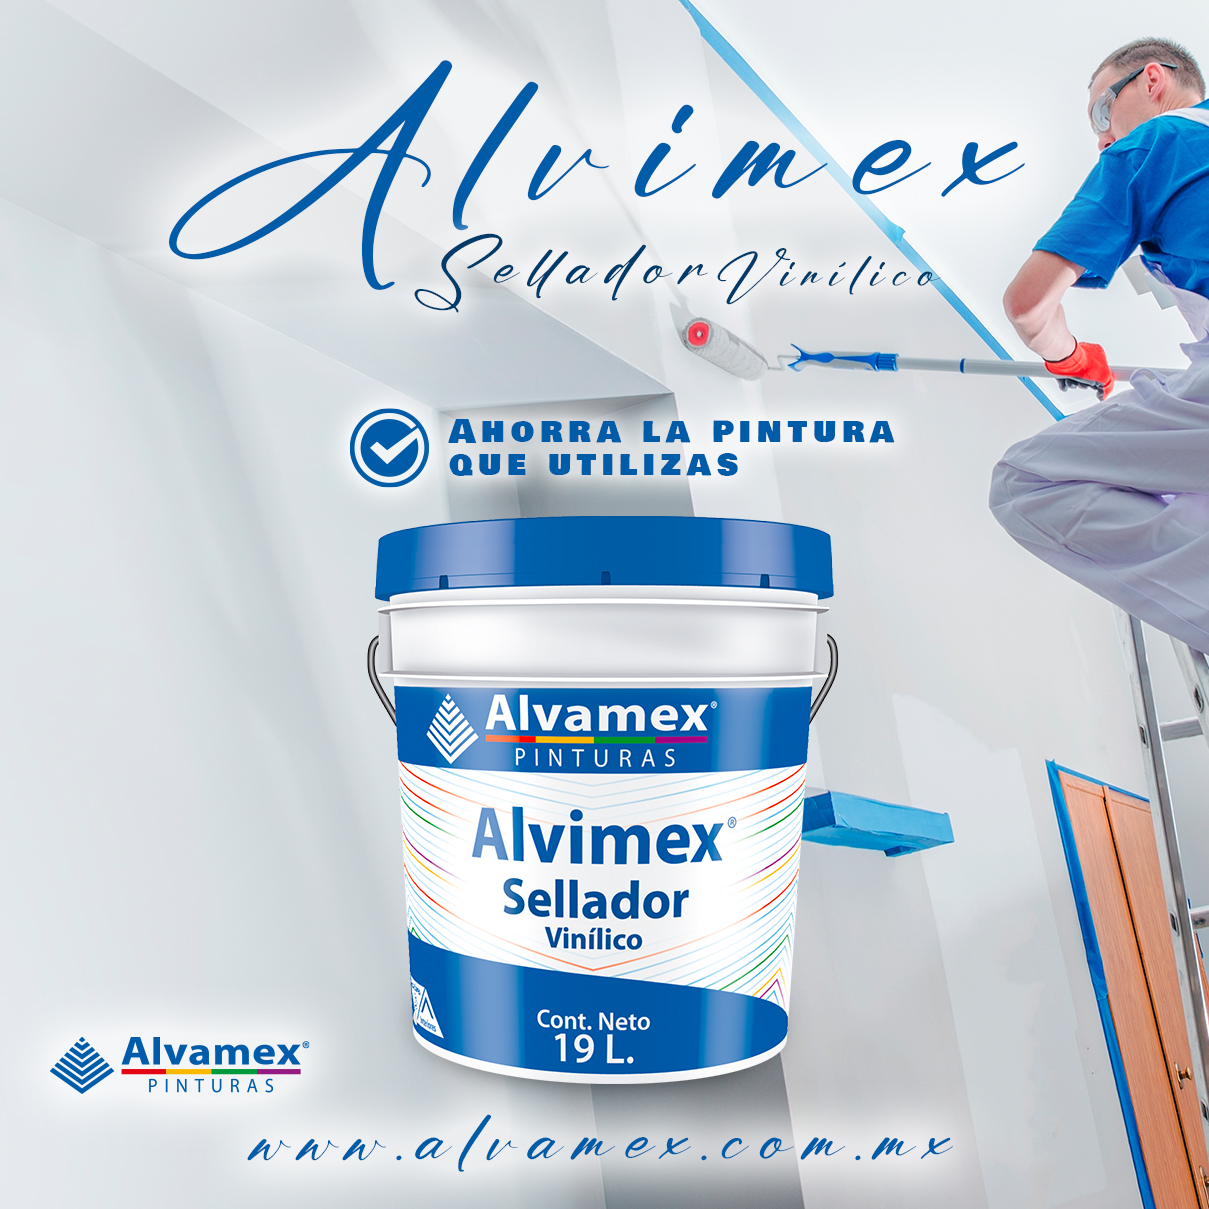 Alvimex
Sellador Vinílico
AHORRA LA PINTURA
QUE UTILIZAS
Alvamex®
PINTURAS
Alvimex®
Sellador
Vinílico
Cont. Neto
19 L.
Alvamex®
PINTURAS
www.alvamex.com.mx